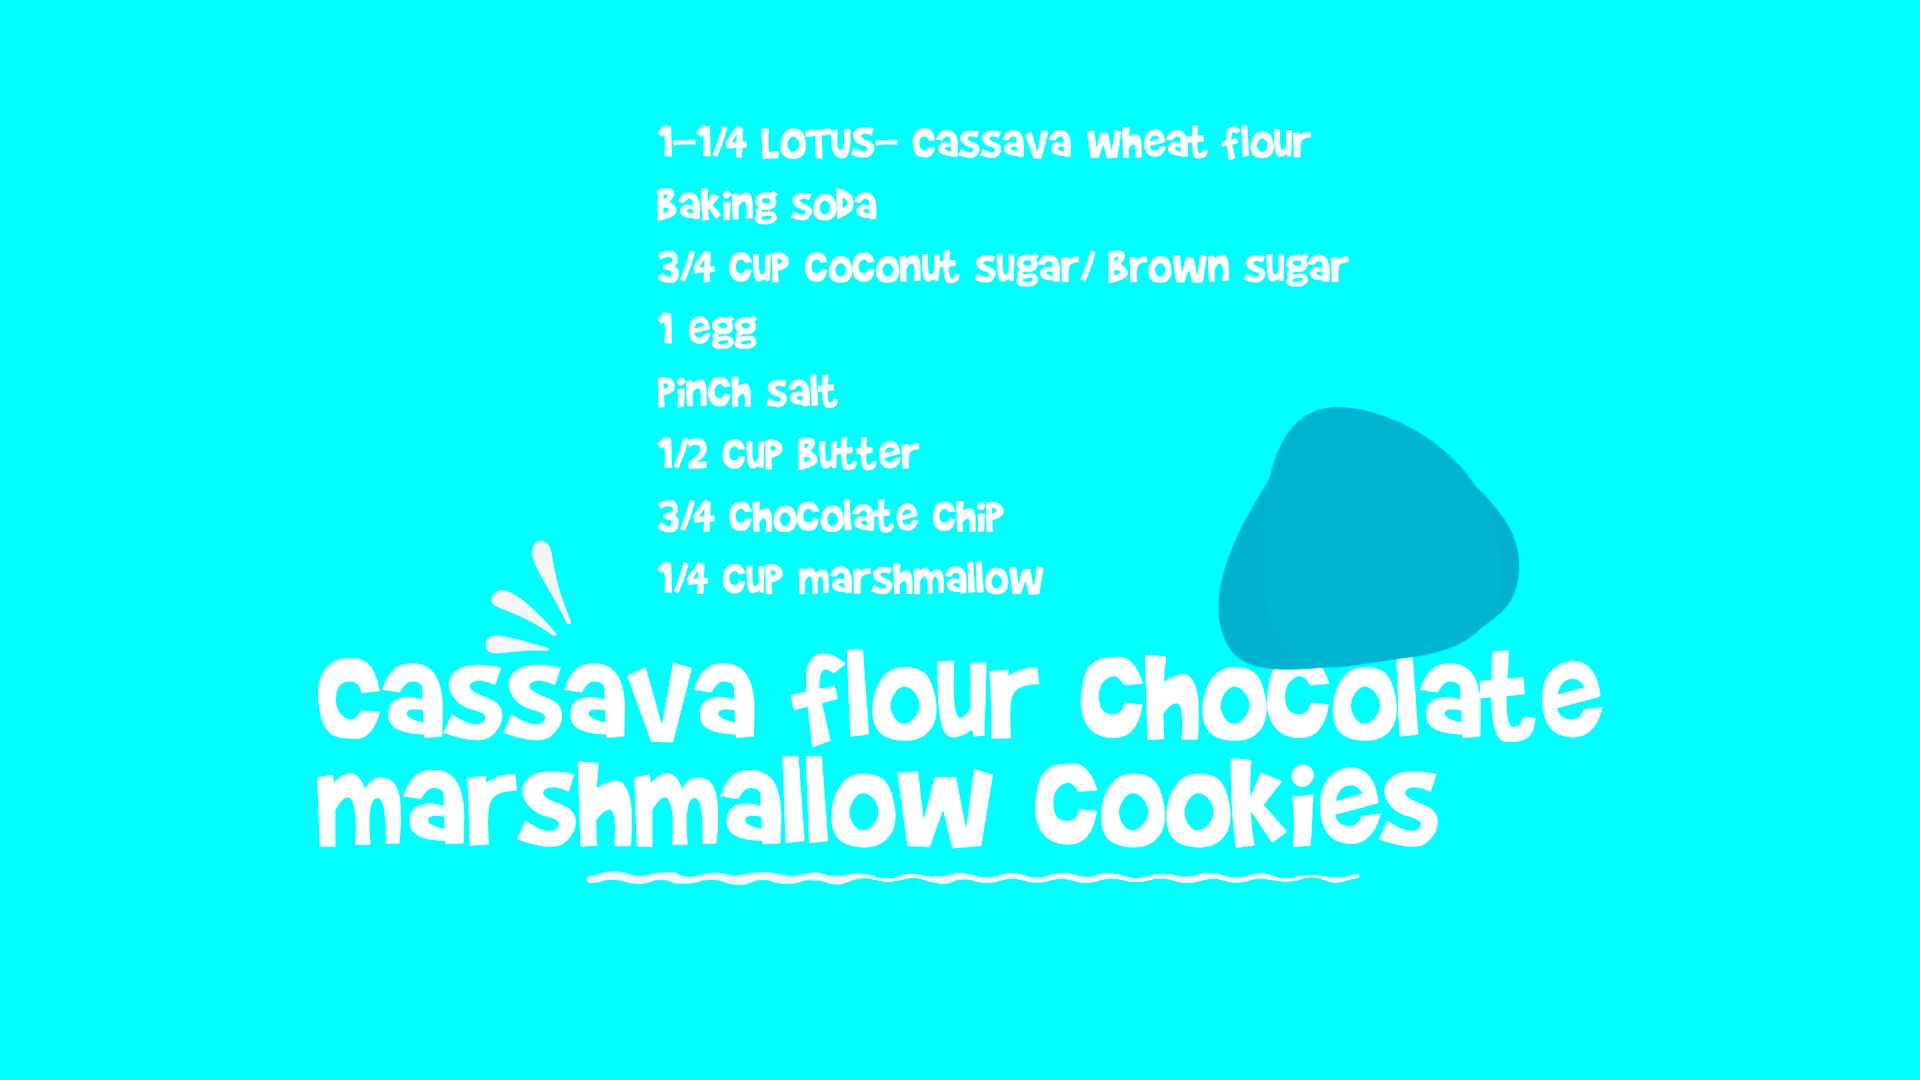 1-1/4 LOTUS- Cassava wheat flour
Baking soda
3/4 cup coconut sugar/ Brown sugar
1 egg
Pinch salt
1/2 cup Butter
3/4 chocolate chip
1/4 cup marshmallow
Cassava flour chocolate
marshmallow cookies